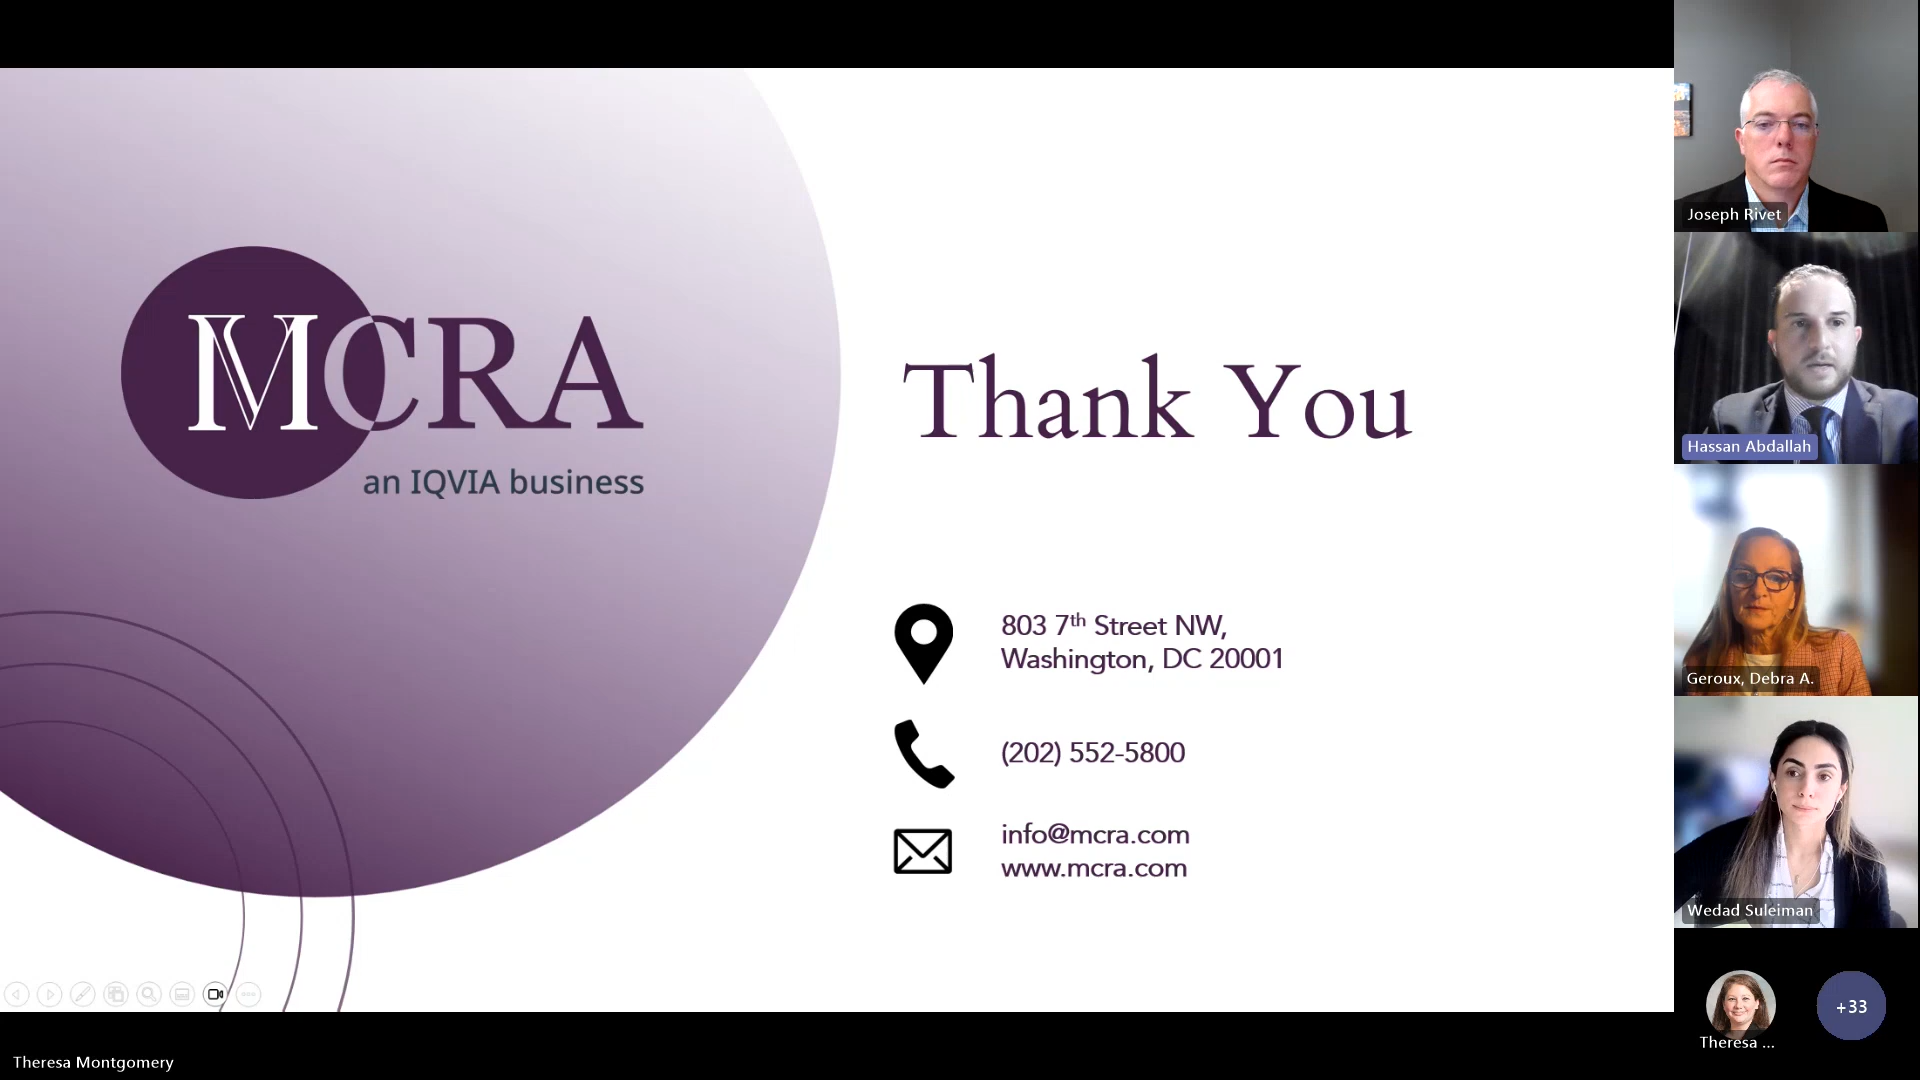 MCRA
an IQVIA business
Thank You
803 7th Street NW,
Washington, DC 20001
(202) 552-5800
info@mcra.com
www.mcra.com
Joseph Rivet
Hassan Abdallah
Geroux, Debra A.
Wedad Suleiman
Theresa ...
+33
Theresa Montgomery